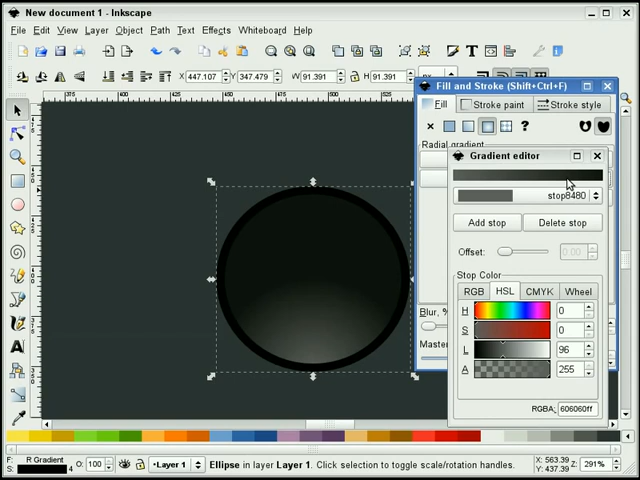 New document 1 - Inkscape
File Edit View Layer Object Path Text Effects Whiteboard Help
X 447.107 Y 347.479 W 91.391 H 91.391 px
Fill and Stroke (Shift+Ctrl+F)
Fill Stroke paint Stroke style
?
Radial gradient
Gradient editor
stop8480
Add stop Delete stop
Offset: 0.00
Stop Color
RGB HSL CMYK Wheel
H 0
S 0
L 96
A 255
RGBA: 606060ff
Blur, %
Master
F: R Gradient
S: 4
O: 100
Layer 1
Ellipse in layer Layer 1. Click selection to toggle scale/rotation handles.
X: 563.39
Y: 437.39
Z: 291%